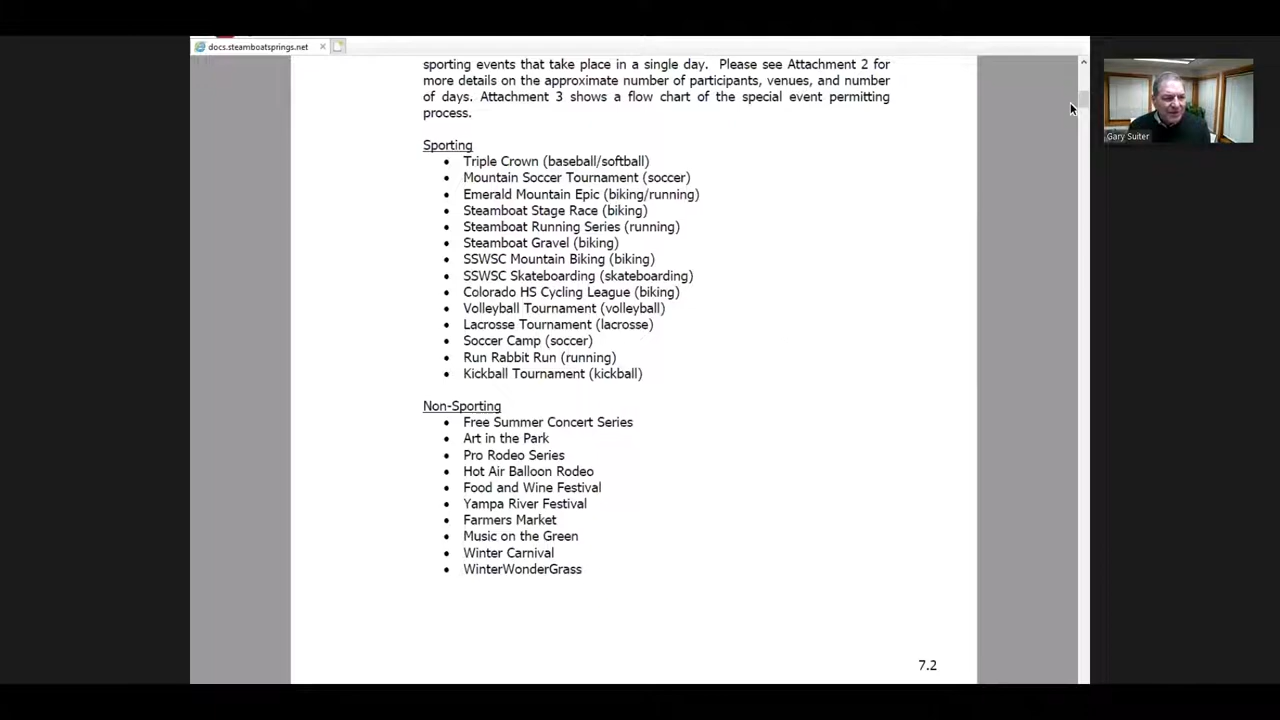 docs.steamboatsprings.net
sporting events that take place in a single day. Please see Attachment 2 for
more details on the approximate number of participants, venues, and number
of days. Attachment 3 shows a flow chart of the special event permitting
process.
Sporting
• Triple Crown (baseball/softball)
• Mountain Soccer Tournament (soccer)
• Emerald Mountain Epic (biking/running)
• Steamboat Stage Race (biking)
• Steamboat Running Series (running)
• Steamboat Gravel (biking)
• SSWSC Mountain Biking (biking)
• SSWSC Skateboarding (skateboarding)
• Colorado HS Cycling League (biking)
• Volleyball Tournament (volleyball)
• Lacrosse Tournament (lacrosse)
• Soccer Camp (soccer)
• Run Rabbit Run (running)
• Kickball Tournament (kickball)
Non-Sporting
• Free Summer Concert Series
• Art in the Park
• Pro Rodeo Series
• Hot Air Balloon Rodeo
• Food and Wine Festival
• Yampa River Festival
• Farmers Market
• Music on the Green
• Winter Carnival
• WinterWonderGrass
7.2
Gary Suiter